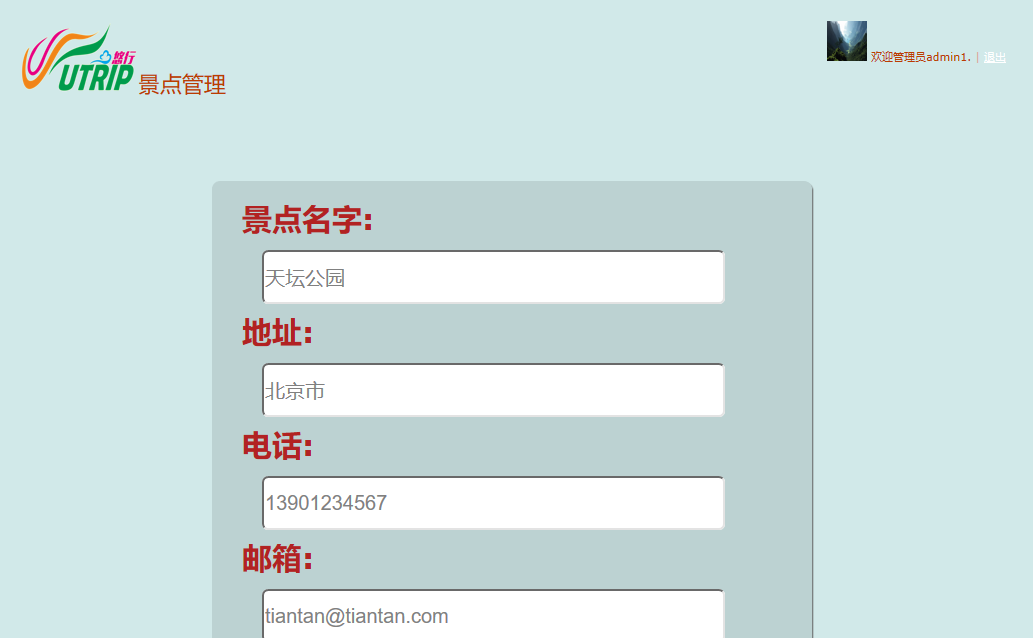 悠行
UTRIP 景点管理
欢迎管理员admin1. | 退出
景点名字:
天坛公园
地址:
北京市
电话:
13901234567
邮箱:
tiantan@tiantan.com